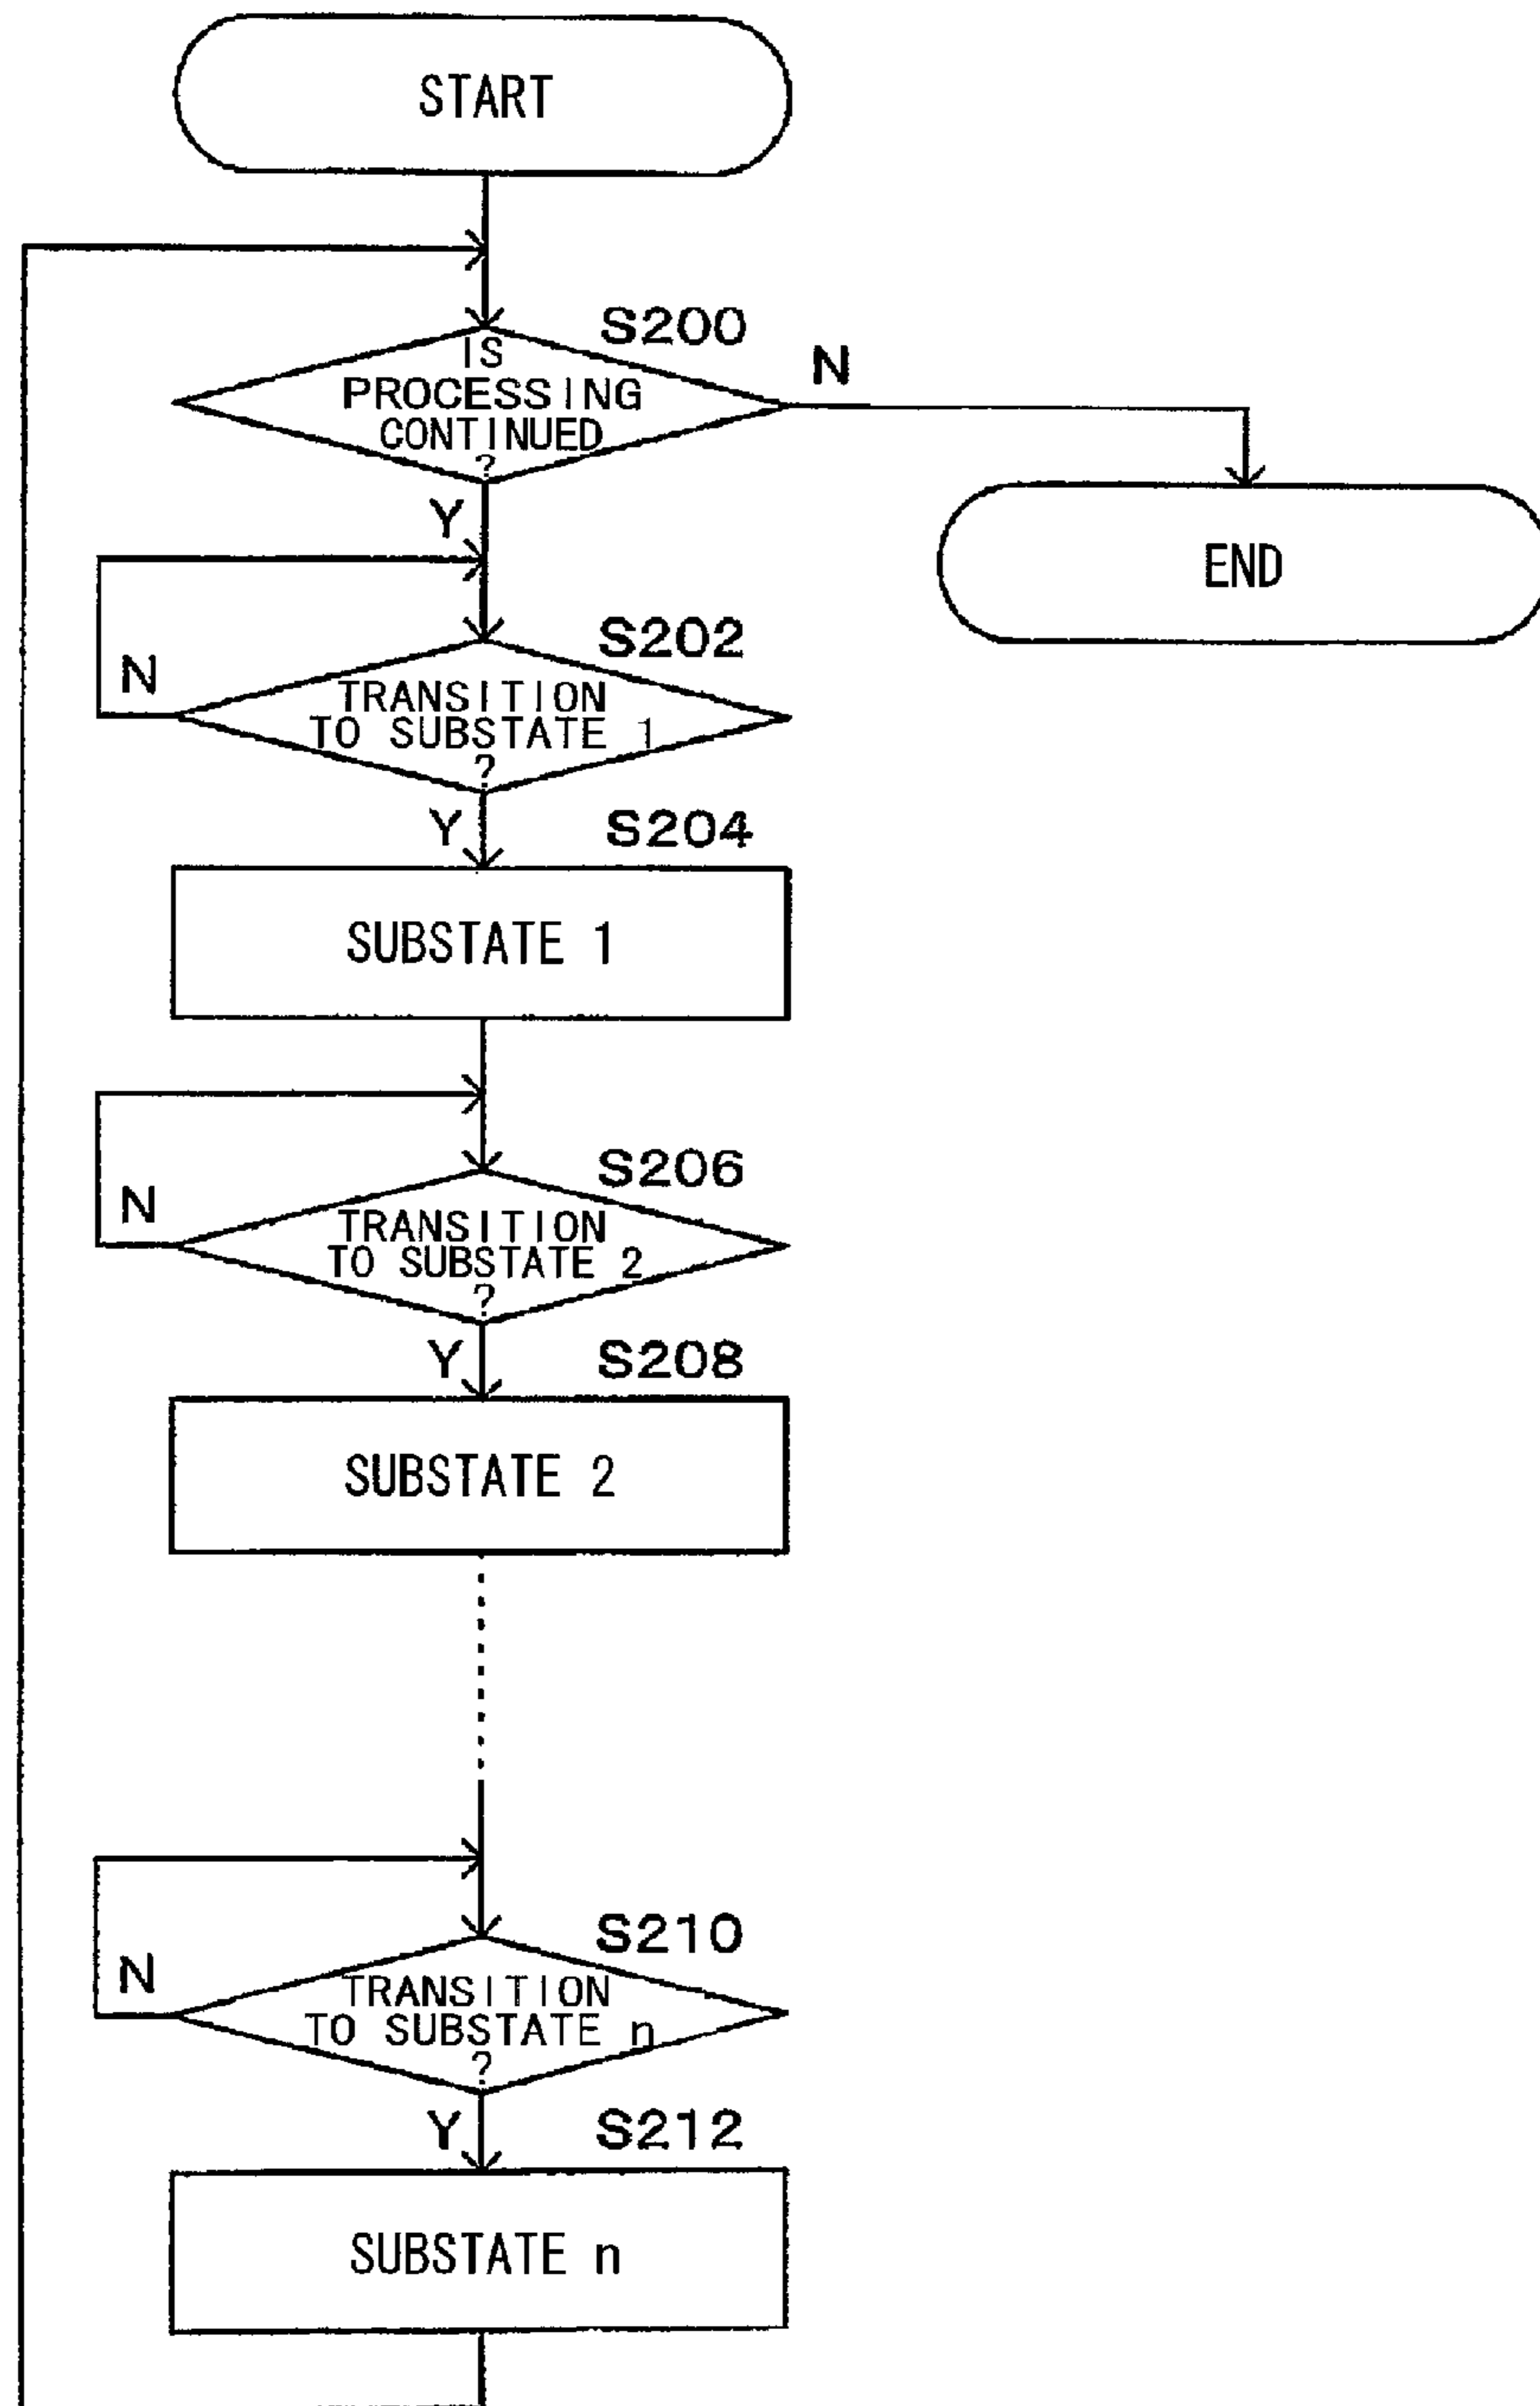 START
S200
IS
PROCESSING
CONTINUED
?
N
Y
END
S202
TRANSITION
TO SUBSTATE 1
?
N
Y
S204
SUBSTATE 1
S206
TRANSITION
TO SUBSTATE 2
?
N
Y
S208
SUBSTATE 2
S210
TRANSITION
TO SUBSTATE n
?
N
Y
S212
SUBSTATE n